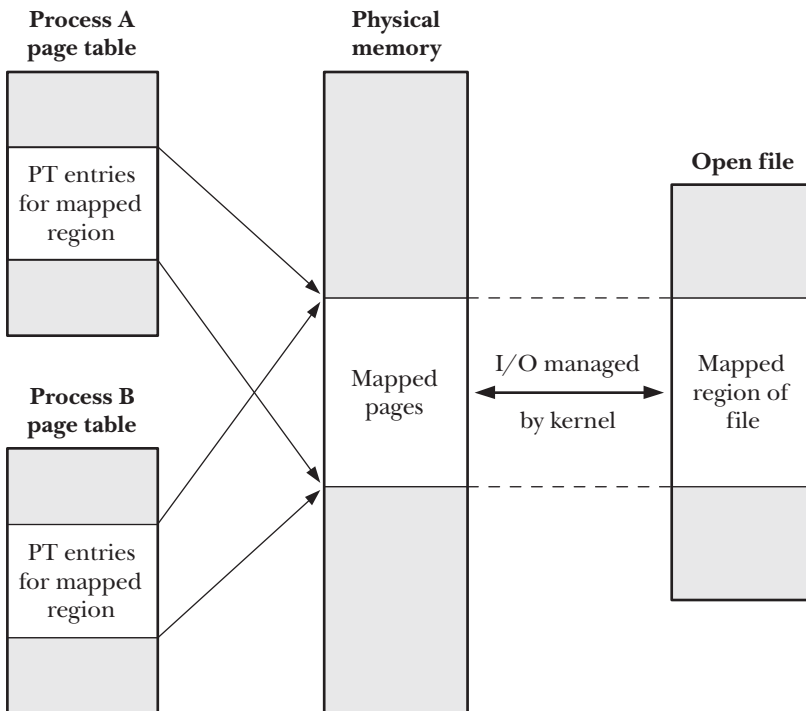 Process A
page table
PT entries
for mapped
region
Process B
page table
PT entries
for mapped
region
Physical
memory
Mapped
pages
I/O managed
by kernel
Open file
Mapped
region of
file